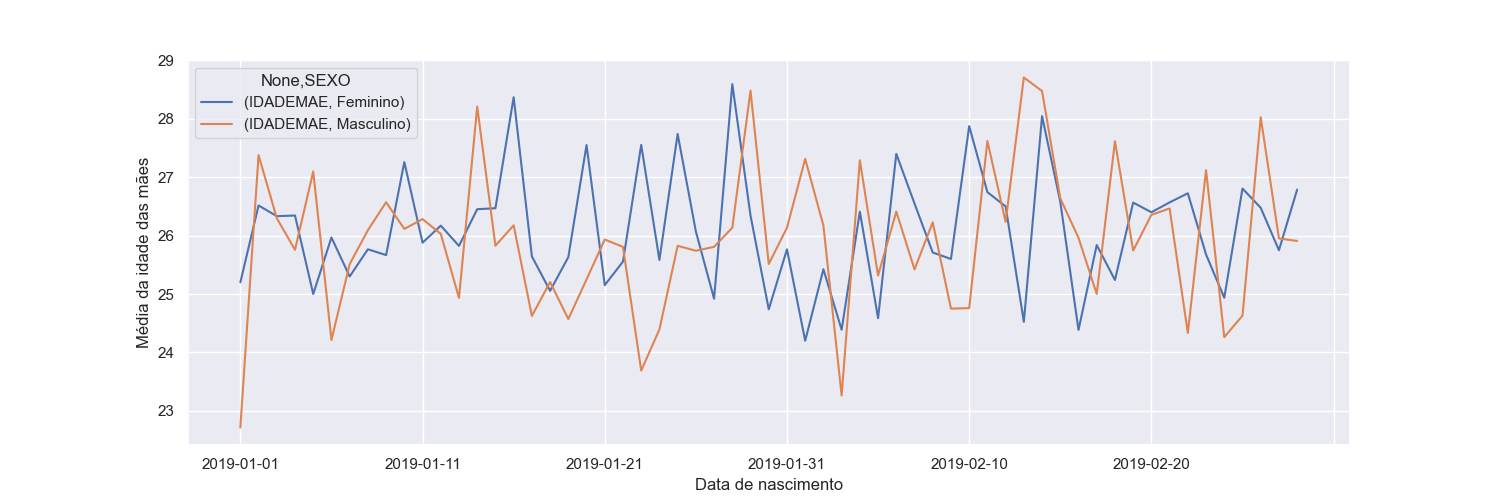 29
28
27
26
25
24
23
Média da idade das mães
None,SEXO
(IDADEMAE, Feminino)
(IDADEMAE, Masculino)
2019-01-01
2019-01-11
2019-01-21
2019-01-31
2019-02-10
2019-02-20
Data de nascimento